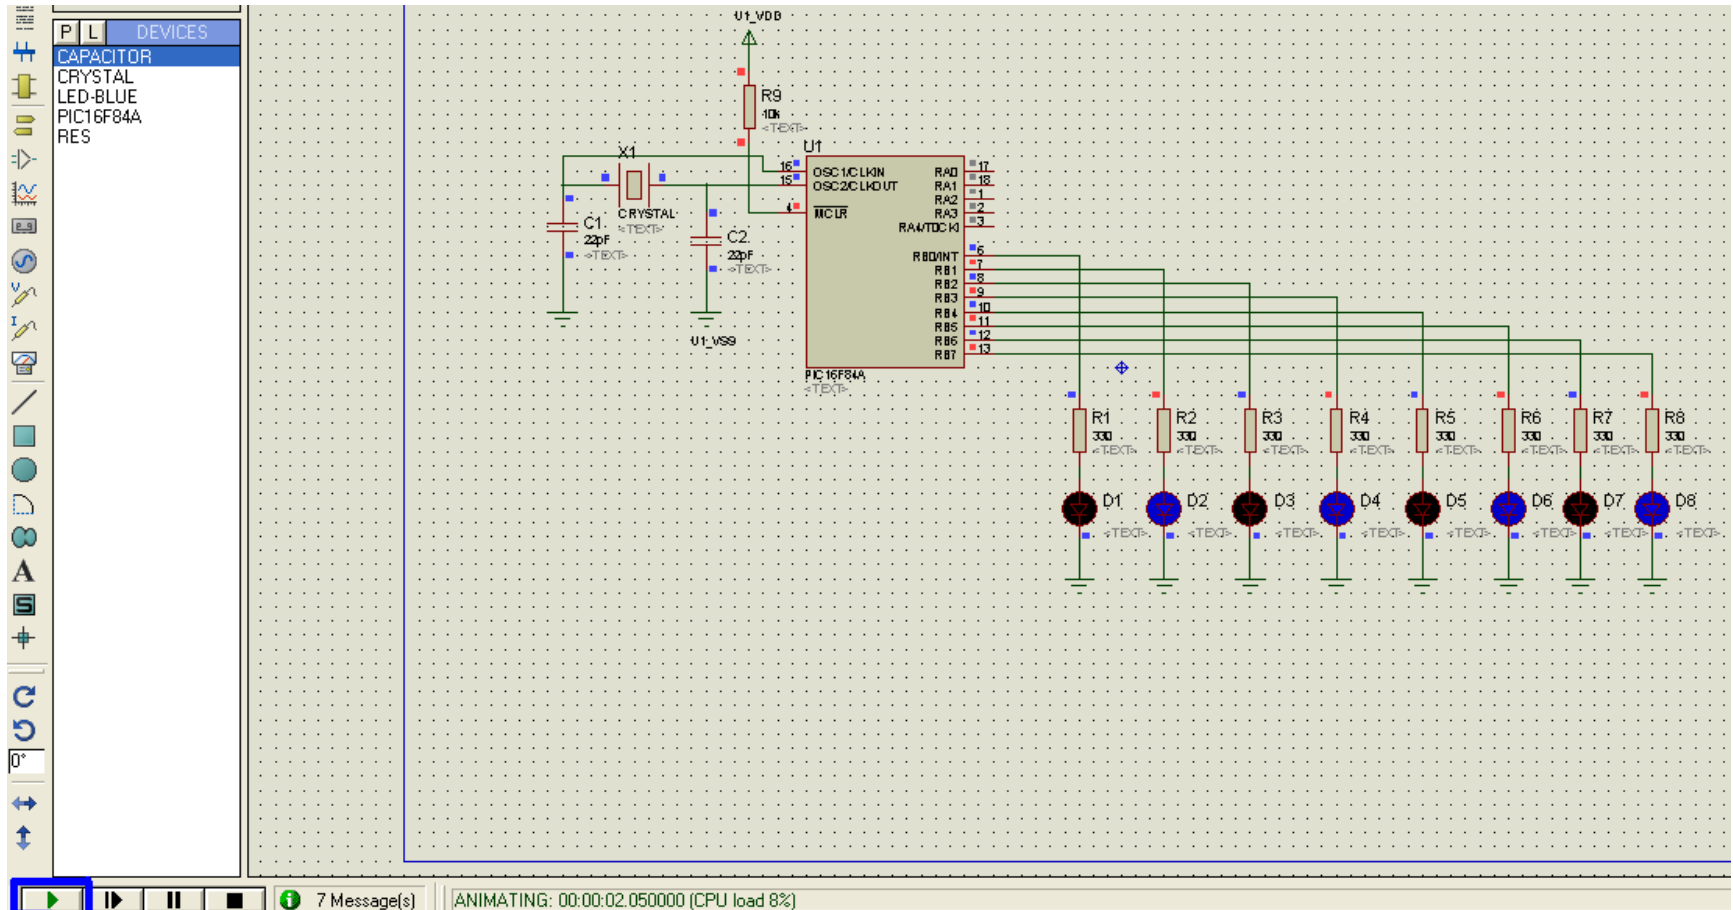 P L DEVICES
CAPACITOR
CRYSTAL
LED-BLUE
PIC16F84A
RES
0°
U1_VDD
R9
10k
<TEXT>
U1
X1
CRYSTAL
<TEXT>
C1
22pF
<TEXT>
C2
22pF
<TEXT>
U1_VSS
16 OSC1/CLKIN
15 OSC2/CLKOUT
4 MCLR
RA0 17
RA1 18
RA2 1
RA3 2
RA4/T0CKI 3
RB0/INT 6
RB1 7
RB2 8
RB3 9
RB4 10
RB5 11
RB6 12
RB7 13
PIC16F84A
<TEXT>
R1 R2 R3 R4 R5 R6 R7 R8
330 330 330 330 330 330 330 330
<TEXT> <TEXT> <TEXT> <TEXT> <TEXT> <TEXT> <TEXT> <TEXT>
D1 D2 D3 D4 D5 D6 D7 D8
<TEXT> <TEXT> <TEXT> <TEXT> <TEXT> <TEXT> <TEXT> <TEXT>
7 Message(s)
ANIMATING: 00:00:02.050000 (CPU load 8%)